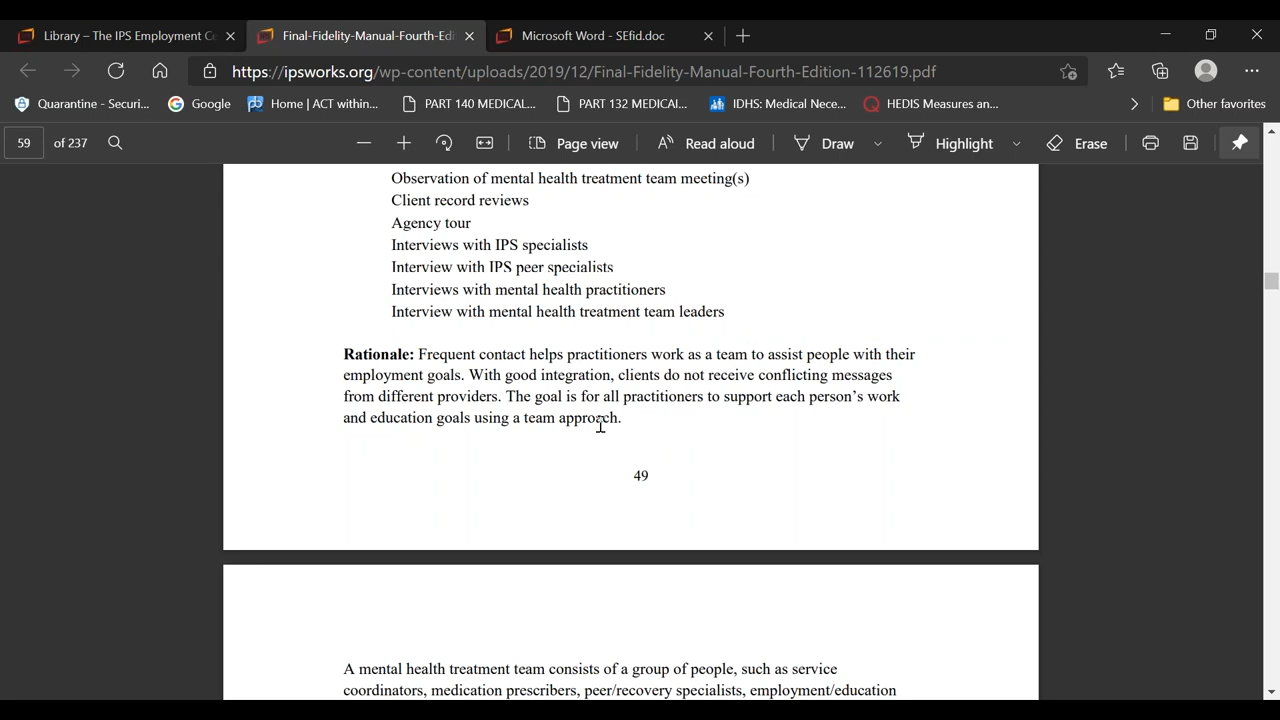 Library – The IPS Employment Ce
Final-Fidelity-Manual-Fourth-Edi
Microsoft Word - SEfid.doc
https://ipsworks.org/wp-content/uploads/2019/12/Final-Fidelity-Manual-Fourth-Edition-112619.pdf
Quarantine - Securi...
Google
Home | ACT within...
PART 140 MEDICAL...
PART 132 MEDICAI...
IDHS: Medical Nece...
HEDIS Measures an...
Other favorites
59 of 237
Page view
Read aloud
Draw
Highlight
Erase
Observation of mental health treatment team meeting(s)
Client record reviews
Agency tour
Interviews with IPS specialists
Interview with IPS peer specialists
Interviews with mental health practitioners
Interview with mental health treatment team leaders
Rationale: Frequent contact helps practitioners work as a team to assist people with their
employment goals. With good integration, clients do not receive conflicting messages
from different providers. The goal is for all practitioners to support each person's work
and education goals using a team approach.
49
A mental health treatment team consists of a group of people, such as service
coordinators, medication prescribers, peer/recovery specialists, employment/education